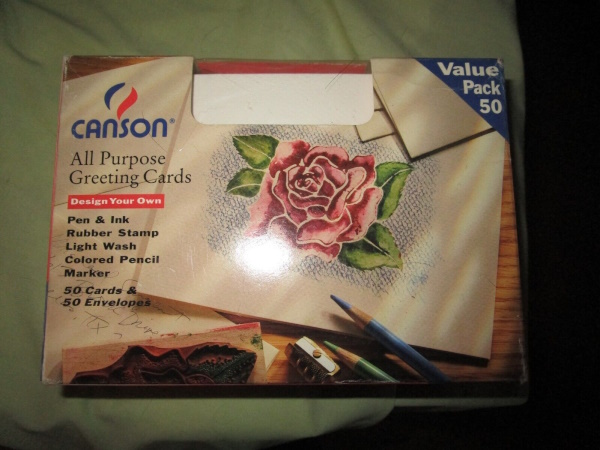 CANSON®
All Purpose
Greeting Cards
Design Your Own
Pen & Ink
Rubber Stamp
Light Wash
Colored Pencil
Marker
50 Cards &
50 Envelopes
Value
Pack
50